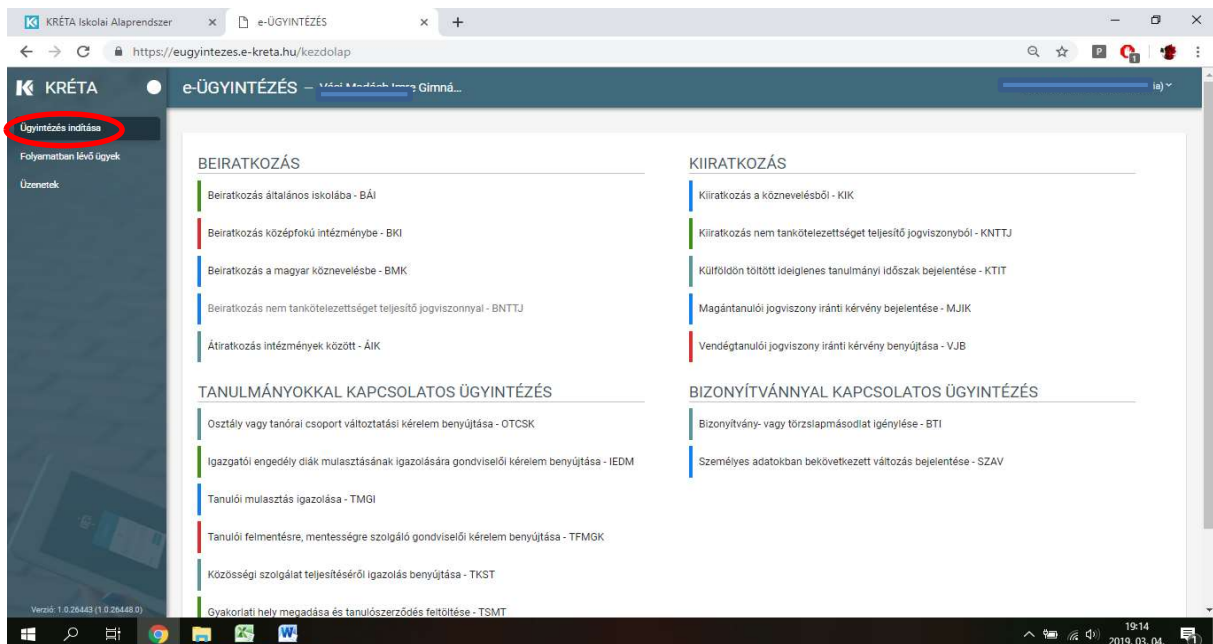 KRÉTA Iskolai Alaprendszer
e-ÜGYINTÉZÉS
https://eugyintezes.e-kreta.hu/kezdolap
KRÉTA
e-ÜGYINTÉZÉS – Gimná...
ia)
Ügyintézés indítása
Folyamatban lévő ügyek
Üzenetek
BEIRATKOZÁS
Beiratkozás általános iskolába - BÁI
Beiratkozás középfokú intézménybe - BKI
Beiratkozás a magyar köznevelésbe - BMK
Beiratkozás nem tankötelezettséget teljesítő jogviszonnyal - BNTTJ
Átiratkozás intézmények között - ÁIK
KIIRATKOZÁS
Kiiratkozás a köznevelésből - KIK
Kiiratkozás nem tankötelezettséget teljesítő jogviszonyból - KNTTJ
Külföldön töltött ideiglenes tanulmányi időszak bejelentése - KTIT
Magántanulói jogviszony iránti kérvény bejelentése - MJIK
Vendégtanulói jogviszony iránti kérvény benyújtása - VJB
TANULMÁNYOKKAL KAPCSOLATOS ÜGYINTÉZÉS
Osztály vagy tanórai csoport változtatási kérelem benyújtása - OTCSK
Igazgatói engedély diák mulasztásának igazolására gondviselői kérelem benyújtása - IEDM
Tanulói mulasztás igazolása - TMGI
Tanulói felmentésre, mentességre szolgáló gondviselői kérelem benyújtása - TFMGK
Közösségi szolgálat teljesítéséről igazolás benyújtása - TKST
Gyakorlati hely megadása és tanulószerződés feltöltése - TSMT
BIZONYÍTVÁNNYAL KAPCSOLATOS ÜGYINTÉZÉS
Bizonyítvány- vagy törzslapmásodlat igénylése - BTI
Személyes adatokban bekövetkezett változás bejelentése - SZAV
Verzió: 1.0.26443 (1.0.26448.0)
19:14
2019. 03. 04.